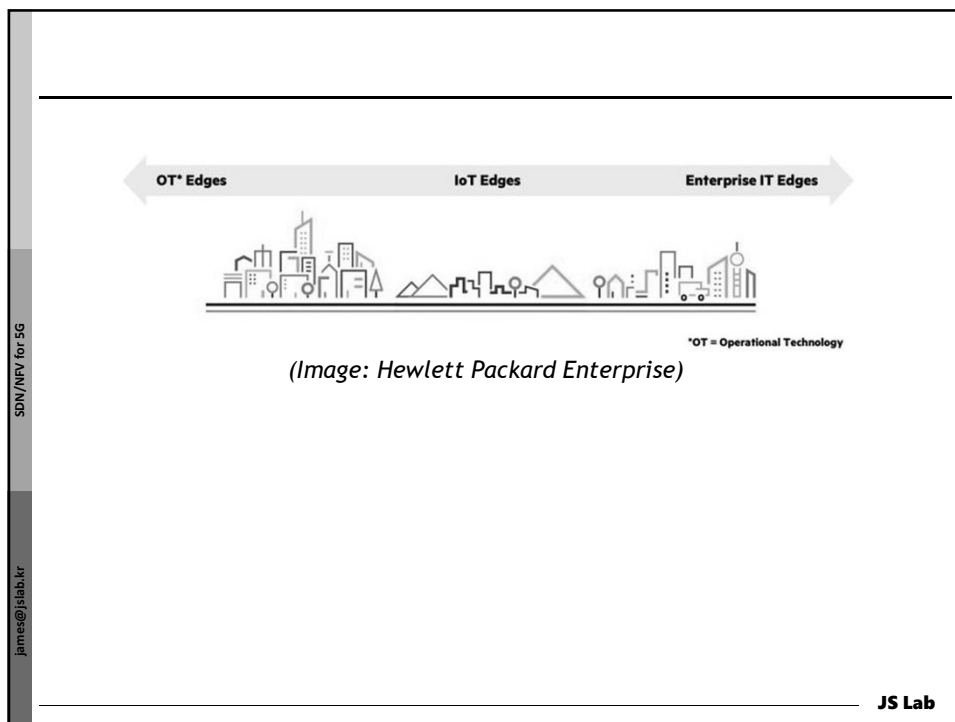 OT* Edges IoT Edges Enterprise IT Edges
*OT = Operational Technology
(Image: Hewlett Packard Enterprise)
SDN/NFV for 5G
james@jslab.kr
JS Lab